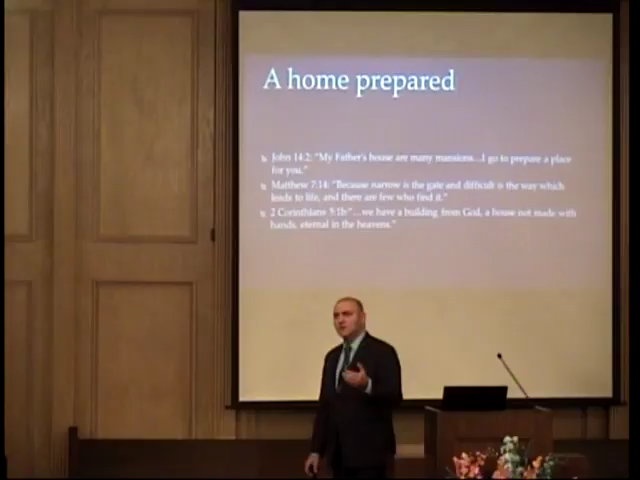 A home prepared
John 14:2: "My Father's house are many mansions...I go to prepare a place
for you."
Matthew 7:14: "Because narrow is the gate and difficult is the way which
leads to life, and there are few who find it."
2 Corinthians 5:1b:"...we have a building from God, a house not made with
hands, eternal in the heavens."